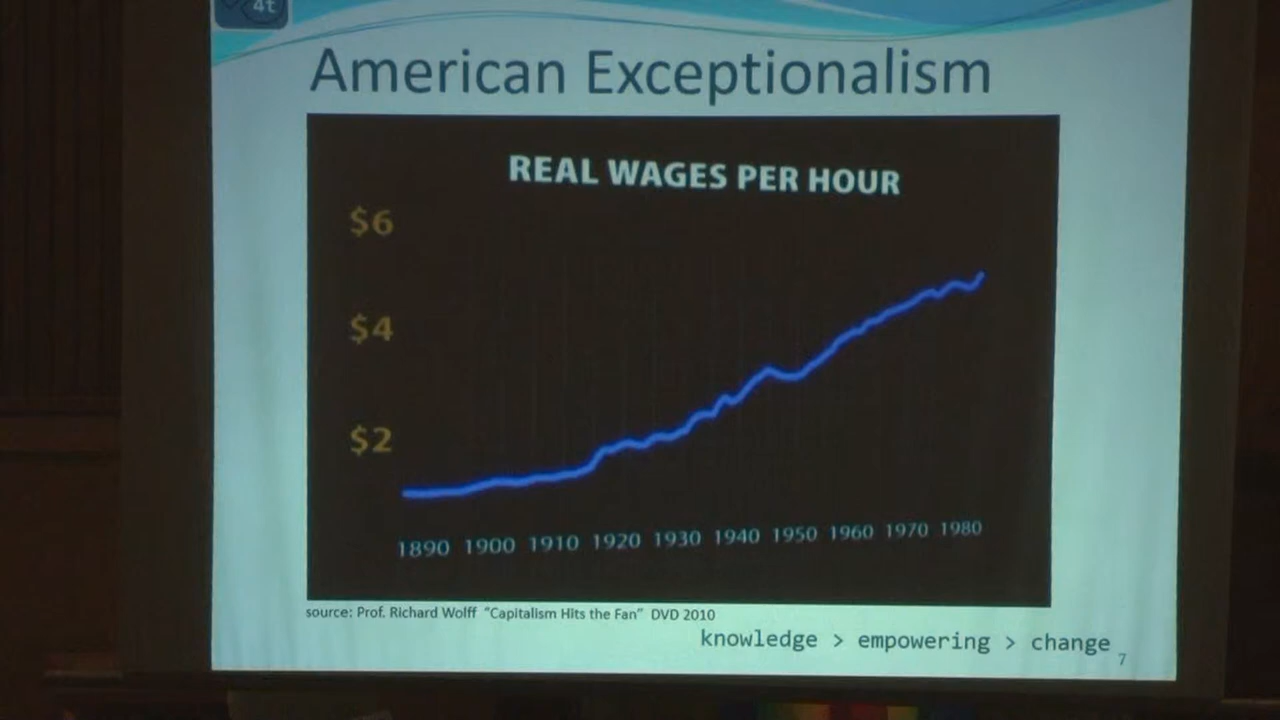 4t
American Exceptionalism
REAL WAGES PER HOUR
$6
$4
$2
1890 1900 1910 1920 1930 1940 1950 1960 1970 1980
source: Prof. Richard Wolff "Capitalism Hits the Fan" DVD 2010
knowledge > empowering > change
7